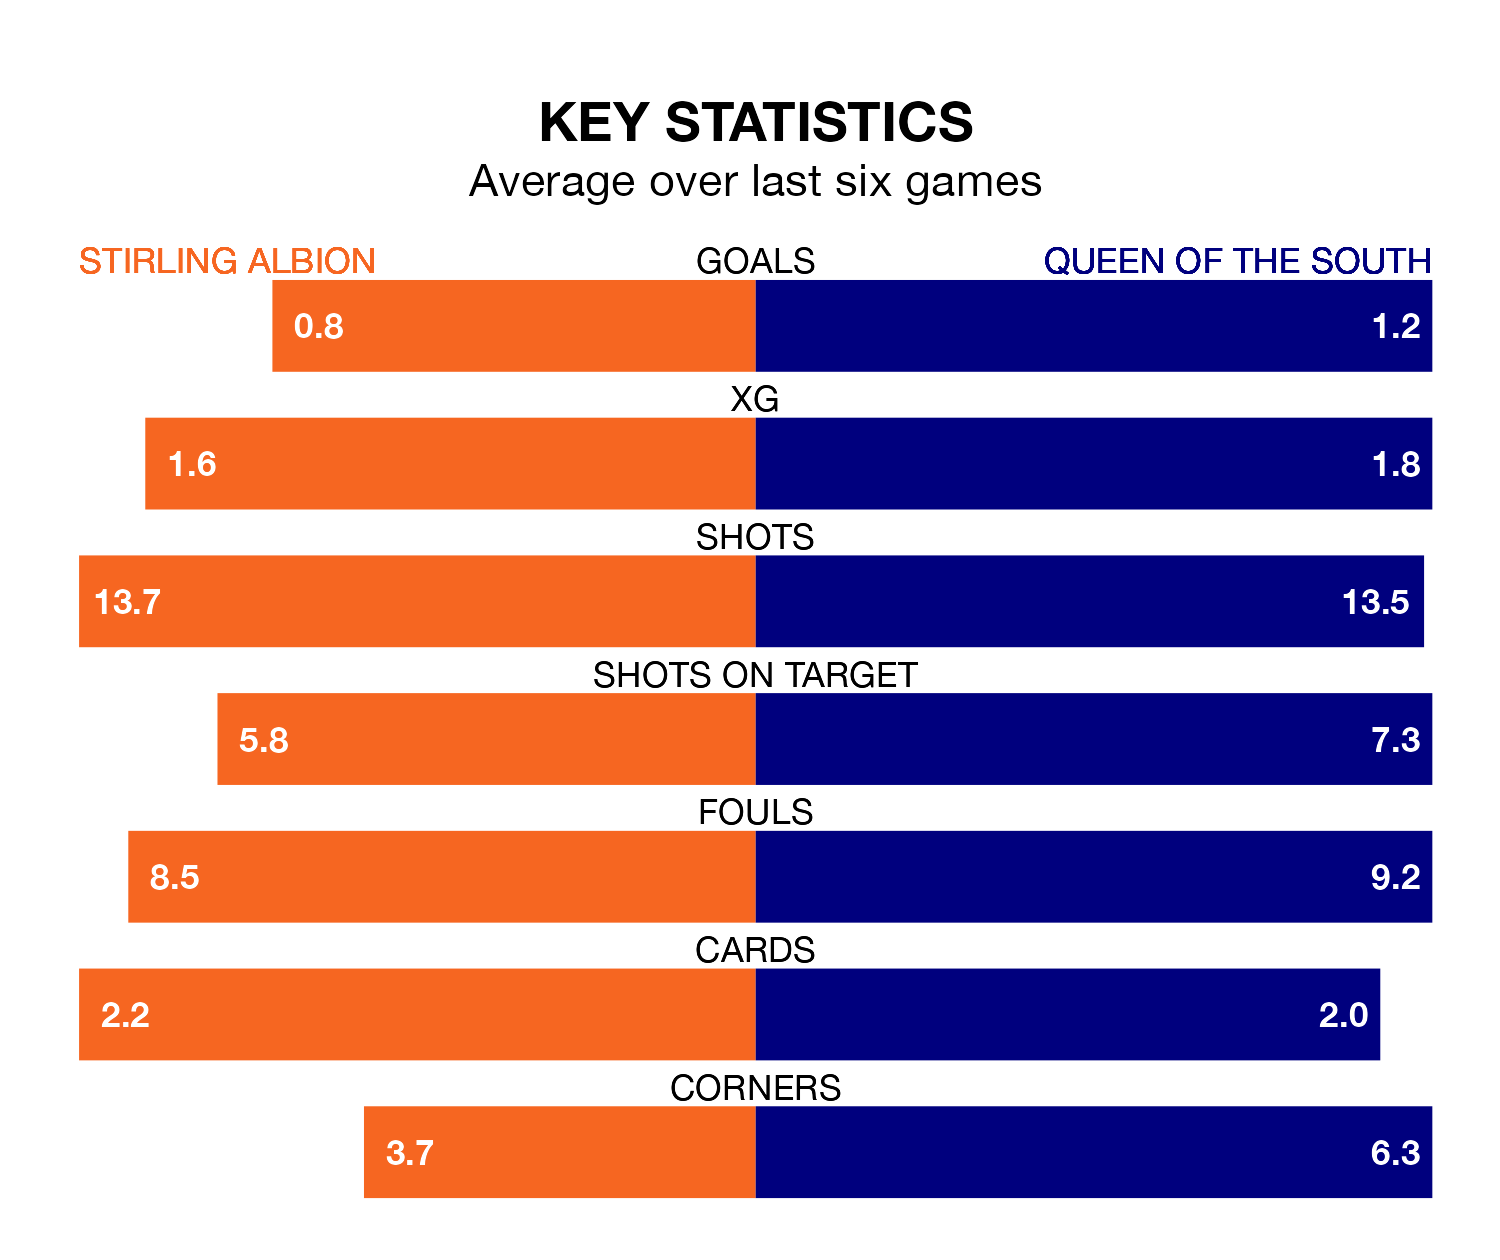 KEY STATISTICS
Average over last six games
STIRLING ALBION GOALS QUEEN OF THE SOUTH
0.8 1.2
XG
1.6 1.8
SHOTS
13.7 13.5
SHOTS ON TARGET
5.8 7.3
FOULS
8.5 9.2
CARDS
2.2 2.0
CORNERS
3.7 6.3